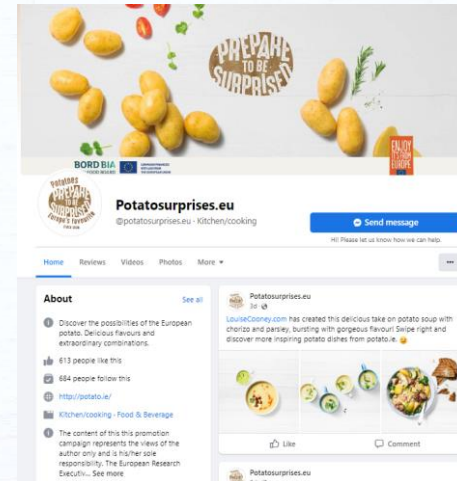 PREPARE
TO BE
SURPRISED
BORD BIA
ENJOY
IT'S FROM
EUROPE
Potatoes
PREPARE
TO BE
SURPRISED
Europe's favourite
Potatosurprises.eu
@potatosurprises.eu · Kitchen/cooking
Send message
Hi! Please let us know how we can help.
Home Reviews Videos Photos More
About See all
Discover the possibilities of the European
potato. Delicious flavours and
extraordinary combinations.
613 people like this
684 people follow this
http://potato.ie/
Kitchen/cooking · Food & Beverage
The content of this this promotion
campaign represents the views of the
author only and is his/her sole
responsibility. The European Research
Executiv... See more
Potatosurprises.eu
3d
LouiseCooney.com has created this delicious take on potato soup with
chorizo and parsley, bursting with gorgeous flavour! Swipe right and
discover more inspiring potato dishes from potato.ie.
Like Comment
Potatosurprises.eu